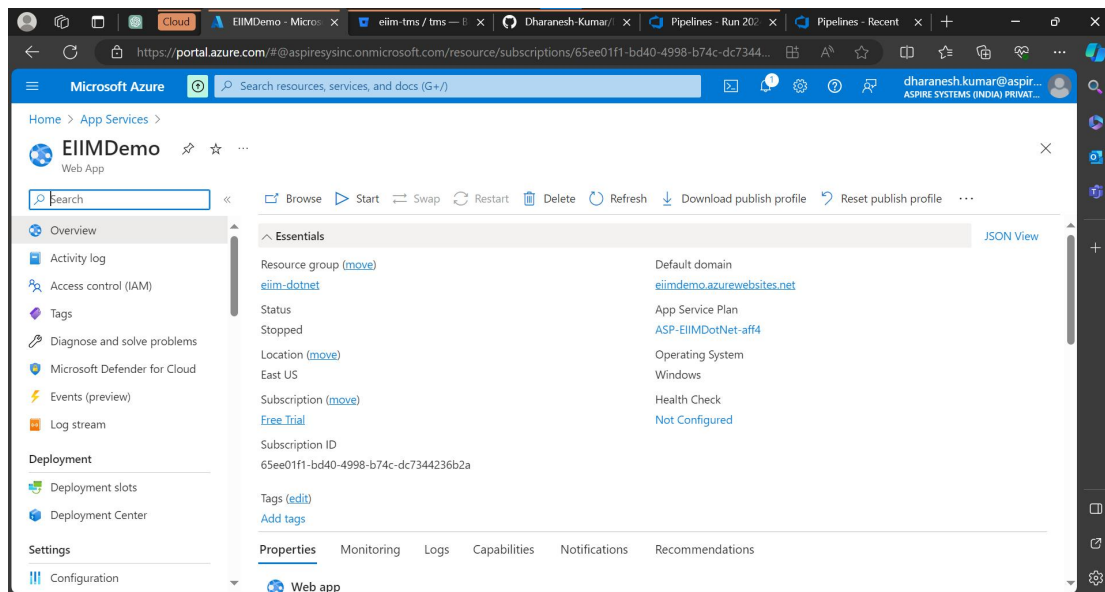 Cloud
EIIMDemo - Micros
eiim-tms / tms — B
Dharanesh-Kumar/
Pipelines - Run 202
Pipelines - Recent
https://portal.azure.com/#@aspiresysinc.onmicrosoft.com/resource/subscriptions/65ee01f1-bd40-4998-b74c-dc7344...
Microsoft Azure
Search resources, services, and docs (G+/)
1
dharanesh.kumar@aspir...
ASPIRE SYSTEMS (INDIA) PRIVAT...
Home > App Services >
EIIMDemo
Web App
Search
Browse Start Swap Restart Delete Refresh Download publish profile Reset publish profile
Overview
Activity log
Access control (IAM)
Tags
Diagnose and solve problems
Microsoft Defender for Cloud
Events (preview)
Log stream
Deployment
Deployment slots
Deployment Center
Settings
Configuration
Essentials
JSON View
Resource group (move)
eiim-dotnet
Status
Stopped
Location (move)
East US
Subscription (move)
Free Trial
Subscription ID
65ee01f1-bd40-4998-b74c-dc7344236b2a
Tags (edit)
Add tags
Default domain
eiimdemo.azurewebsites.net
App Service Plan
ASP-EIIMDotNet-aff4
Operating System
Windows
Health Check
Not Configured
Properties Monitoring Logs Capabilities Notifications Recommendations
Web app